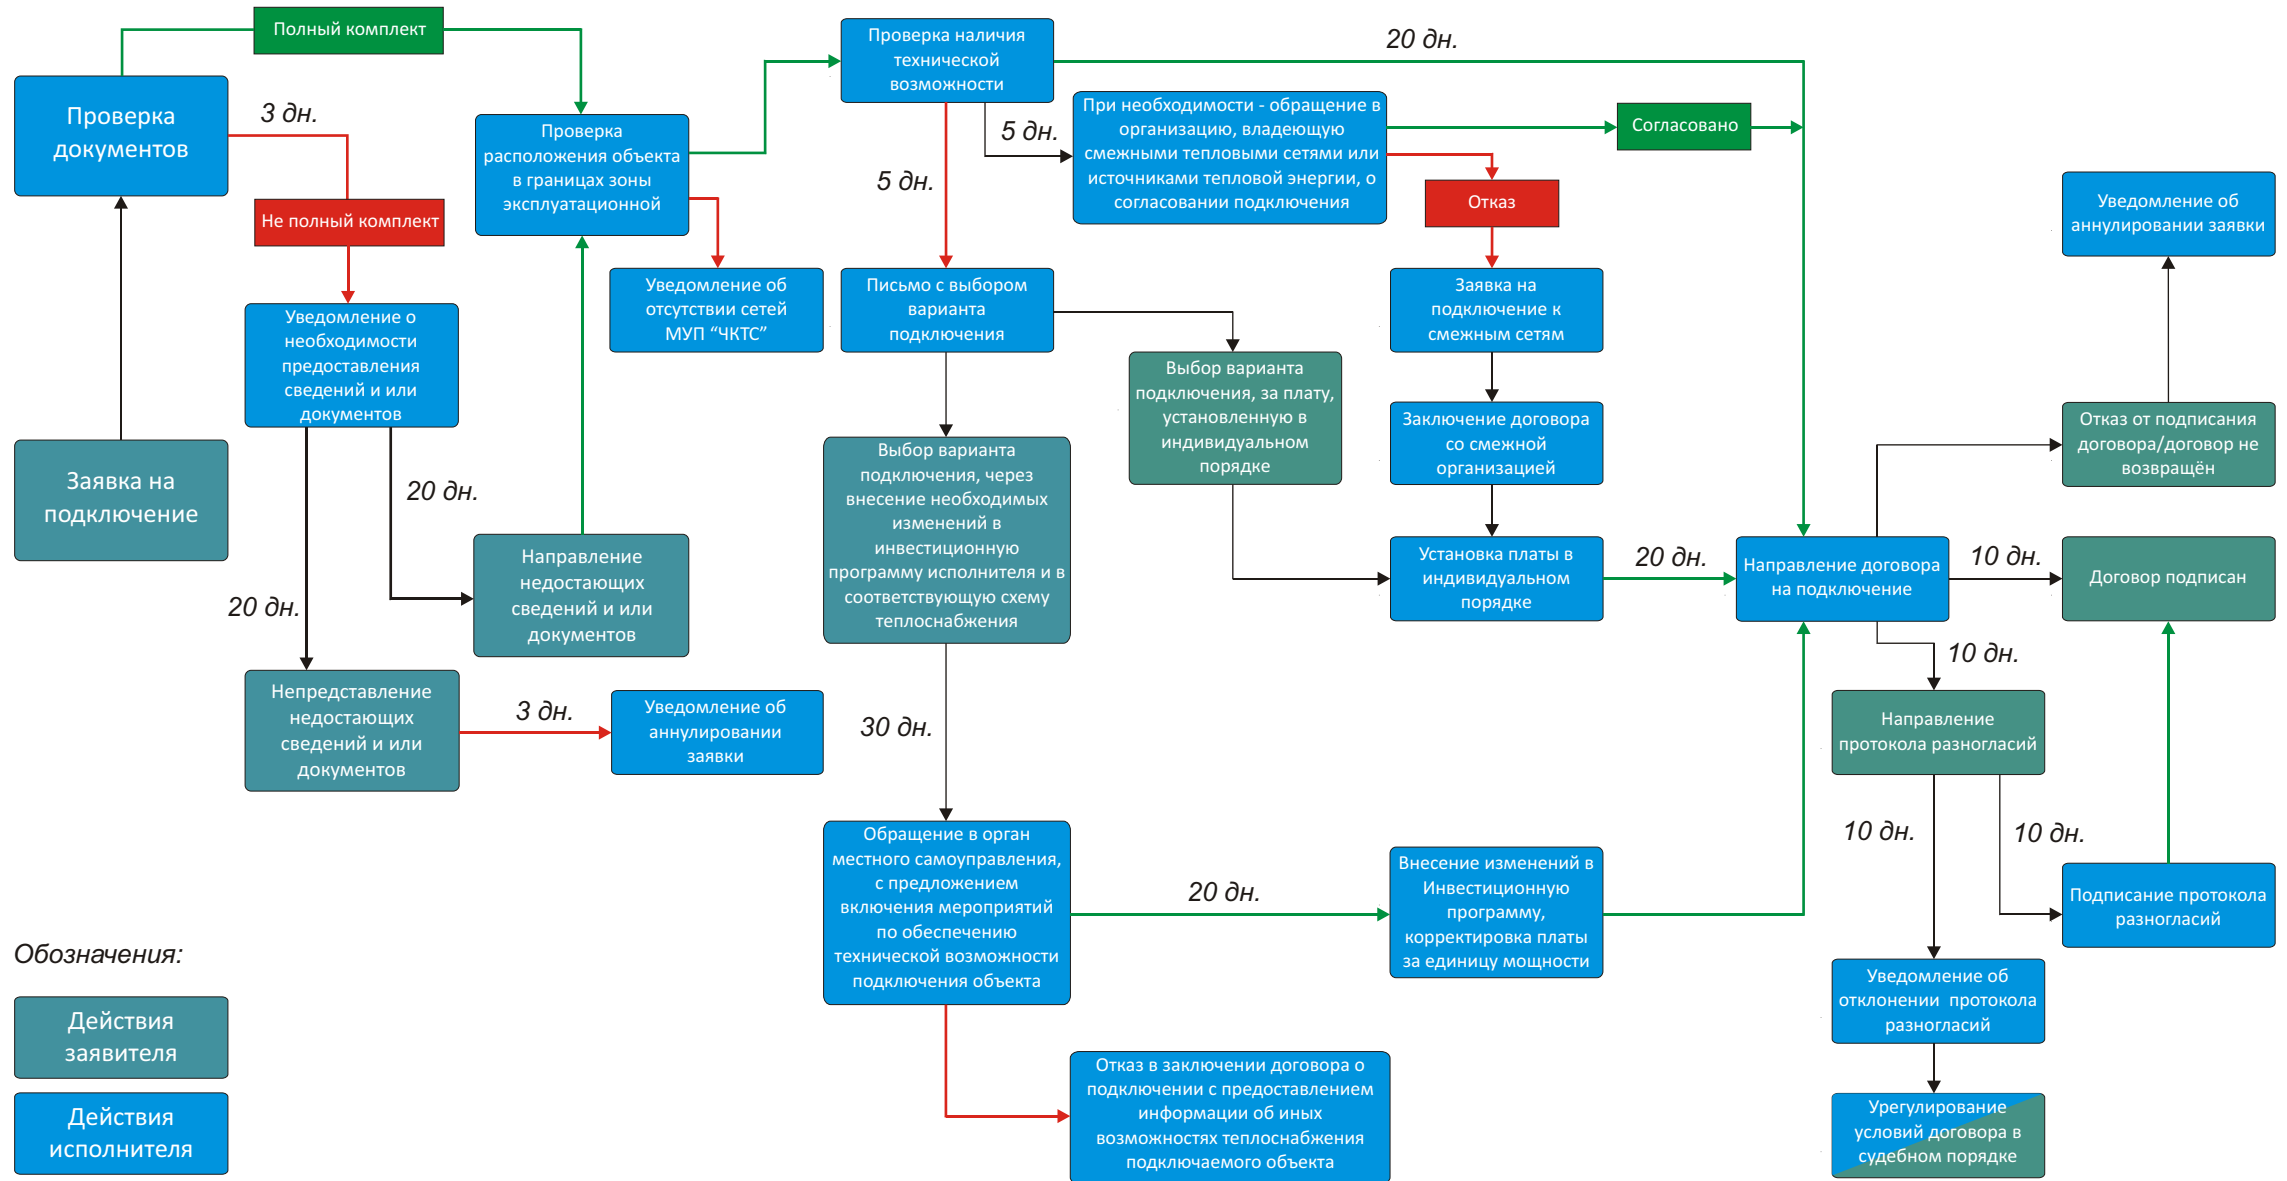 Полный комплект
Проверка
документов
3 дн.
Не полный комплект
Уведомление о
необходимости
предоставления
сведений и или
документов
Заявка на
подключение
20 дн.
20 дн.
Направление
недостающих
сведений и или
документов
Непредставление
недостающих
сведений и или
документов
3 дн.
Уведомление об
аннулировании
заявки
Проверка
расположения объекта
в границах зоны
эксплуатационной
Уведомление об
отсутствии сетей
МУП “ЧКТС”
Проверка наличия
технической
возможности
20 дн.
5 дн.
5 дн.
При необходимости - обращение в
организацию, владеющую
смежными тепловыми сетями или
источниками тепловой энергии, о
согласовании подключения
Согласовано
Отказ
Письмо с выбором
варианта
подключения
Заявка на
подключение к
смежным сетям
Выбор варианта
подключения, за плату,
установленную в
индивидуальном
порядке
Заключение договора
со смежной
организацией
Выбор варианта
подключения, через
внесение необходимых
изменений в
инвестиционную
программу исполнителя и в
соответствующую схему
теплоснабжения
Установка платы в
индивидуальном
порядке
20 дн.
Направление договора
на подключение
10 дн.
Договор подписан
Уведомление об
аннулировании заявки
Отказ от подписания
договора/договор не
возвращён
10 дн.
Направление
протокола разногласий
10 дн.
10 дн.
Подписание протокола
разногласий
Уведомление об
отклонении протокола
разногласий
Урегулирование
условий договора в
судебном порядке
30 дн.
Обращение в орган
местного самоуправления,
с предложением
включения мероприятий
по обеспечению
технической возможности
подключения объекта
20 дн.
Внесение изменений в
Инвестиционную
программу,
корректировка платы
за единицу мощности
Отказ в заключении договора о
подключении с предоставлением
информации об иных
возможностях теплоснабжения
подключаемого объекта
Обозначения:
Действия
заявителя
Действия
исполнителя